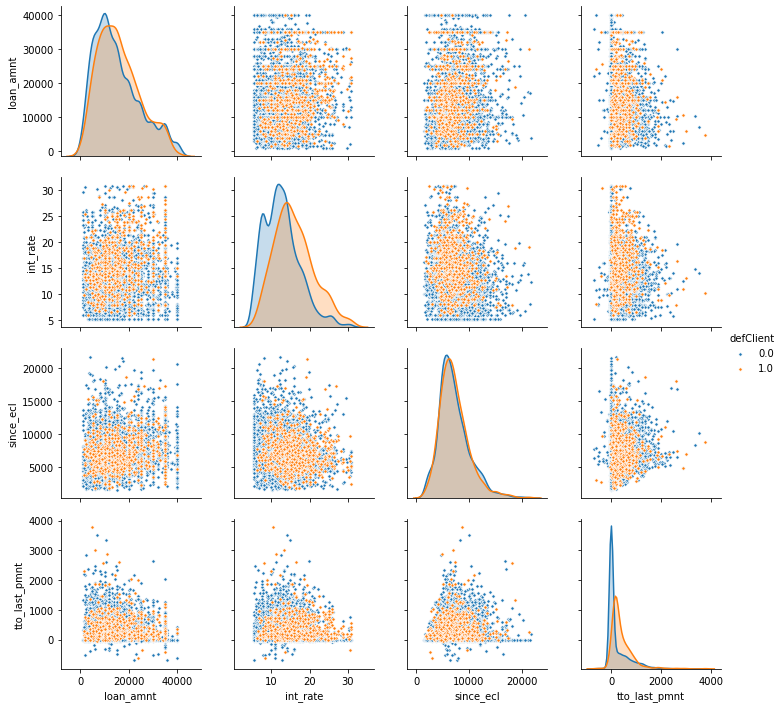 40000
30000
20000
10000
0
loan_amnt
30
25
20
15
10
5
int_rate
defClient
0.0
1.0
20000
15000
10000
5000
since_ecl
4000
3000
2000
1000
0
tto_last_pmnt
0 20000 40000
10 20 30
0 10000 20000
0 2000 4000
loan_amnt int_rate since_ecl tto_last_pmnt